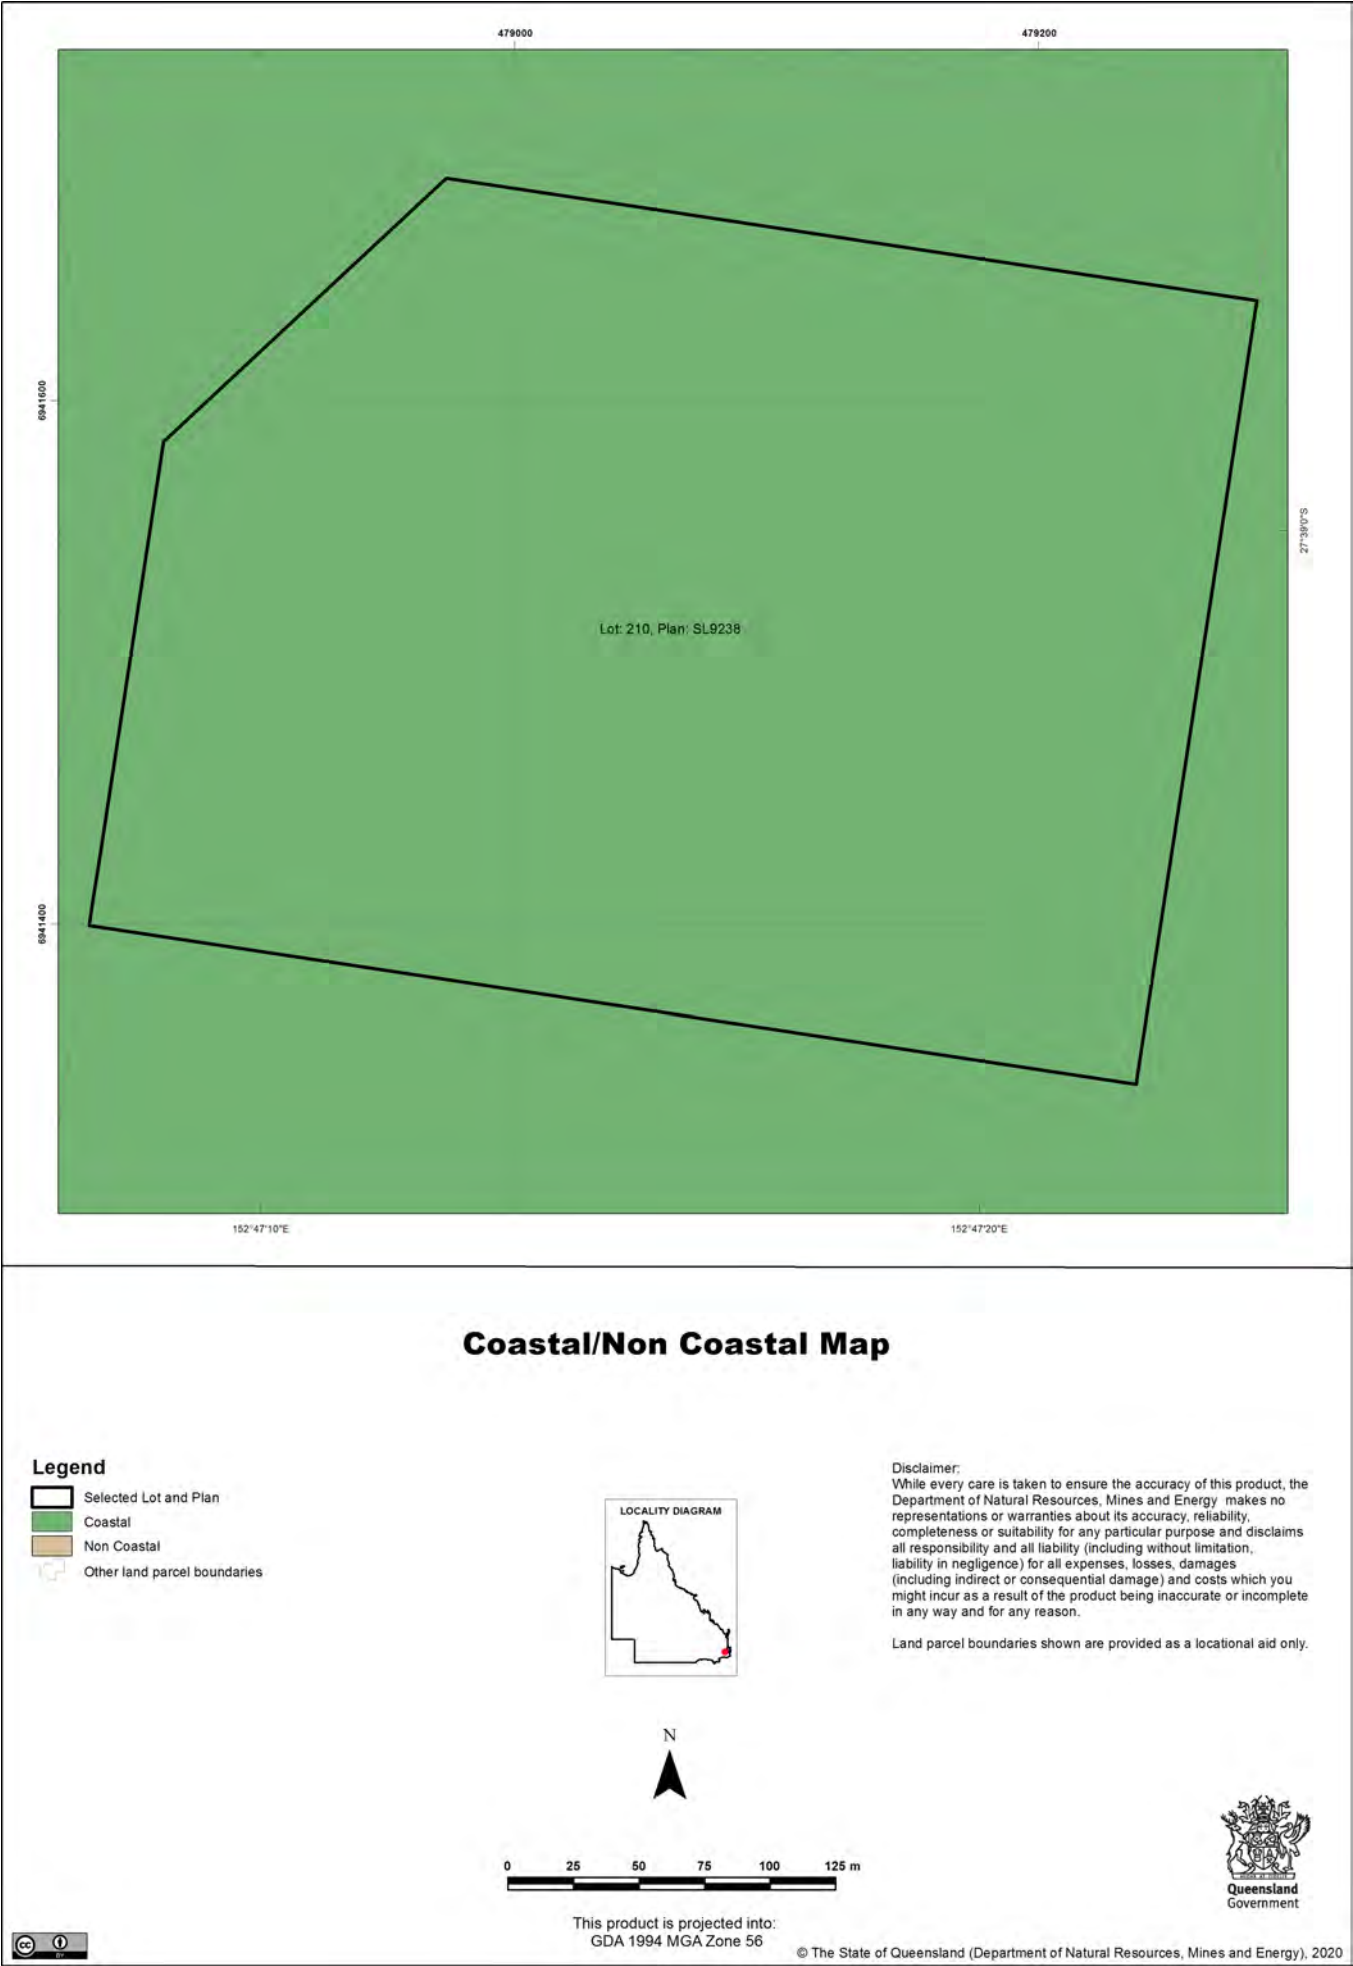 479000
479200
6941600
27°39'0"S
Lot: 210, Plan: SL9238
6941400
152°47'10"E
152°47'20"E
Coastal/Non Coastal Map
Legend
Selected Lot and Plan
Coastal
Non Coastal
Other land parcel boundaries
LOCALITY DIAGRAM
Disclaimer:
While every care is taken to ensure the accuracy of this product, the
Department of Natural Resources, Mines and Energy makes no
representations or warranties about its accuracy, reliability,
completeness or suitability for any particular purpose and disclaims
all responsibility and all liability (including without limitation,
liability in negligence) for all expenses, losses, damages
(including indirect or consequential damage) and costs which you
might incur as a result of the product being inaccurate or incomplete
in any way and for any reason.
Land parcel boundaries shown are provided as a locational aid only.
N
0 25 50 75 100 125 m
This product is projected into:
GDA 1994 MGA Zone 56
Queensland
Government
cc BY
© The State of Queensland (Department of Natural Resources, Mines and Energy), 2020